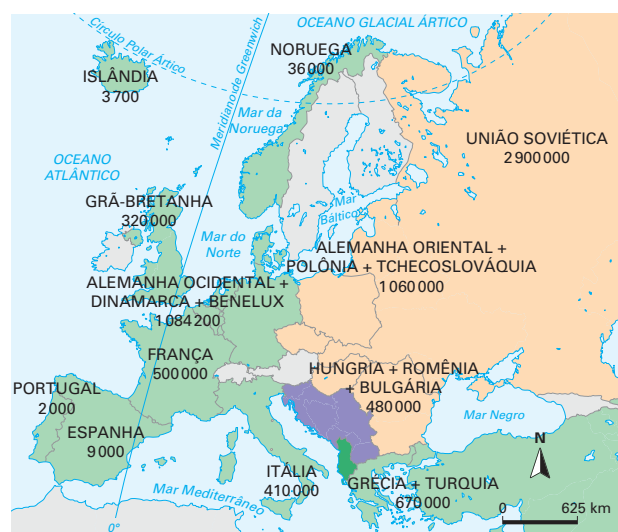 OCEANO GLACIAL ÁRTICO
Círculo Polar Ártico
Meridiano de Greenwich
ISLÂNDIA
3 700
NORUEGA
36 000
Mar da
Noruega
UNIÃO SOVIÉTICA
2 900 000
OCEANO
ATLÂNTICO
GRÃ-BRETANHA
320 000
Mar do
Norte
Mar
Báltico
ALEMANHA ORIENTAL +
POLÔNIA + TCHECOSLOVÁQUIA
1 060 000
ALEMANHA OCIDENTAL +
DINAMARCA + BENELUX
1 084 200
FRANÇA
500 000
HUNGRIA + ROMÊNIA
+ BULGÁRIA
480 000
PORTUGAL
2 000
ESPANHA
9 000
Mar Negro
ITÁLIA
410 000
GRÉCIA + TURQUIA
670 000
Mar Mediterrâneo
N
0°
0 625 km